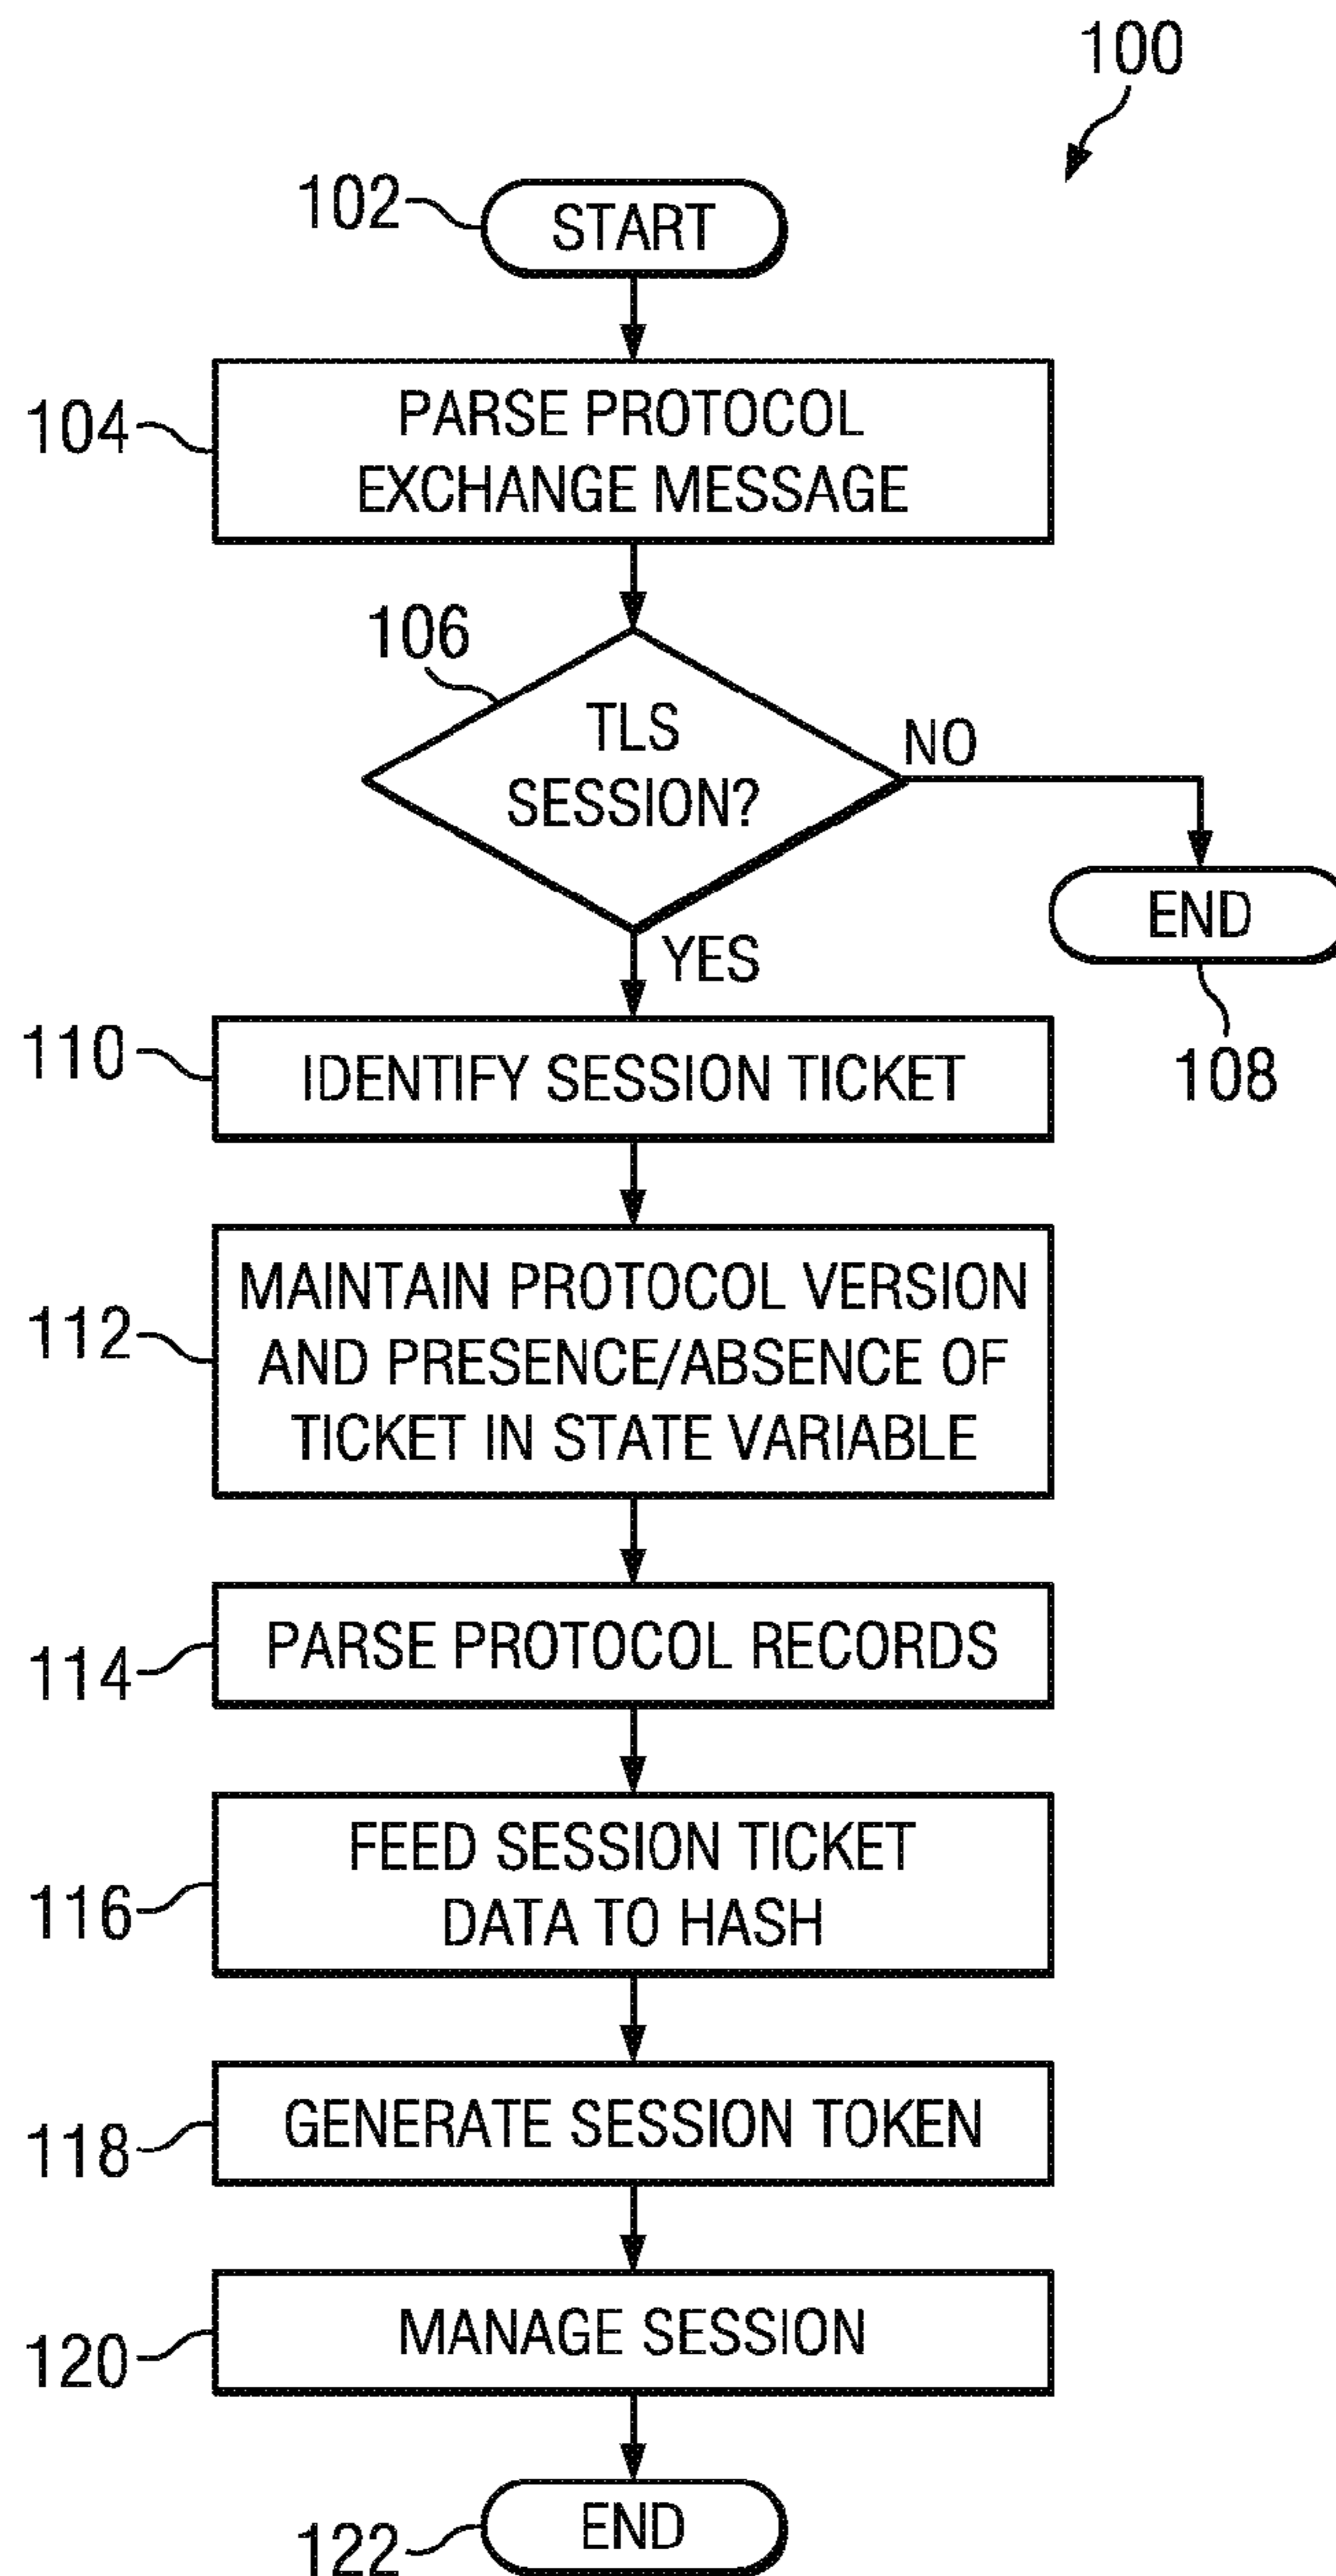 100
102
START
104
PARSE PROTOCOL
EXCHANGE MESSAGE
106
TLS
SESSION?
NO
END
108
YES
110
IDENTIFY SESSION TICKET
112
MAINTAIN PROTOCOL VERSION
AND PRESENCE/ABSENCE OF
TICKET IN STATE VARIABLE
114
PARSE PROTOCOL RECORDS
116
FEED SESSION TICKET
DATA TO HASH
118
GENERATE SESSION TOKEN
120
MANAGE SESSION
122
END